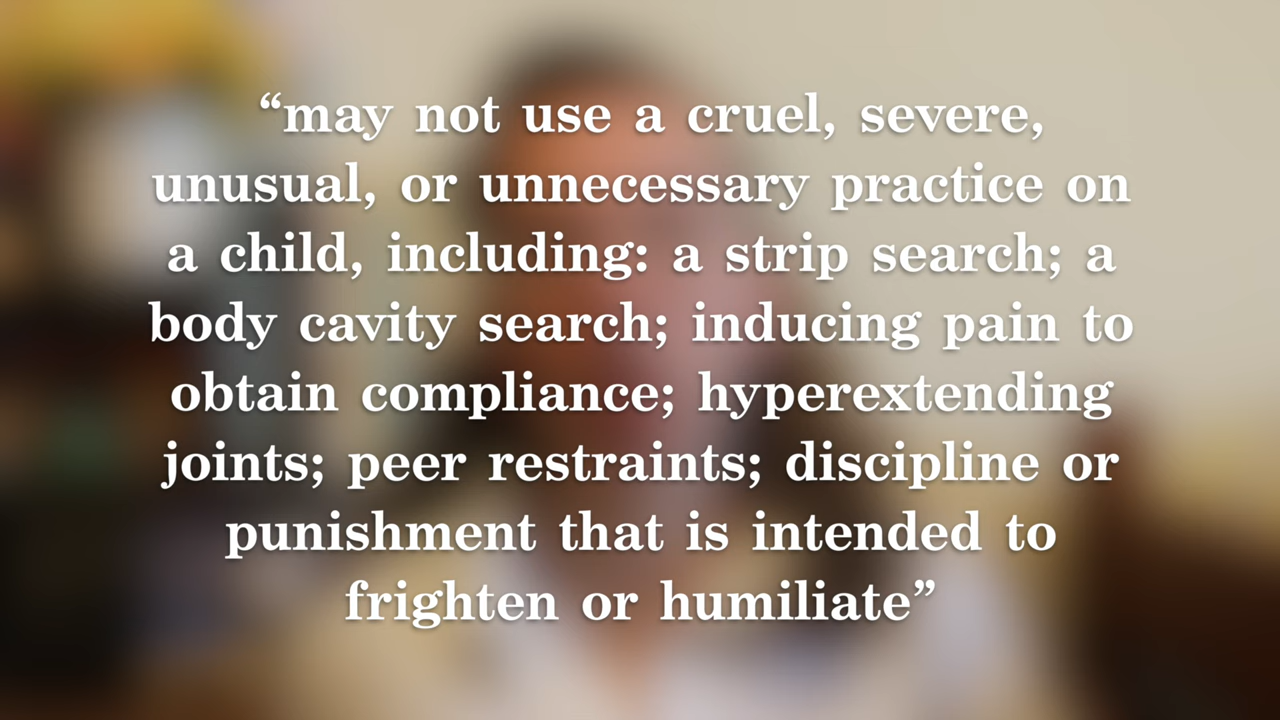 “may not use a cruel, severe,
unusual, or unnecessary practice on
a child, including: a strip search; a
body cavity search; inducing pain to
obtain compliance; hyperextending
joints; peer restraints; discipline or
punishment that is intended to
frighten or humiliate”